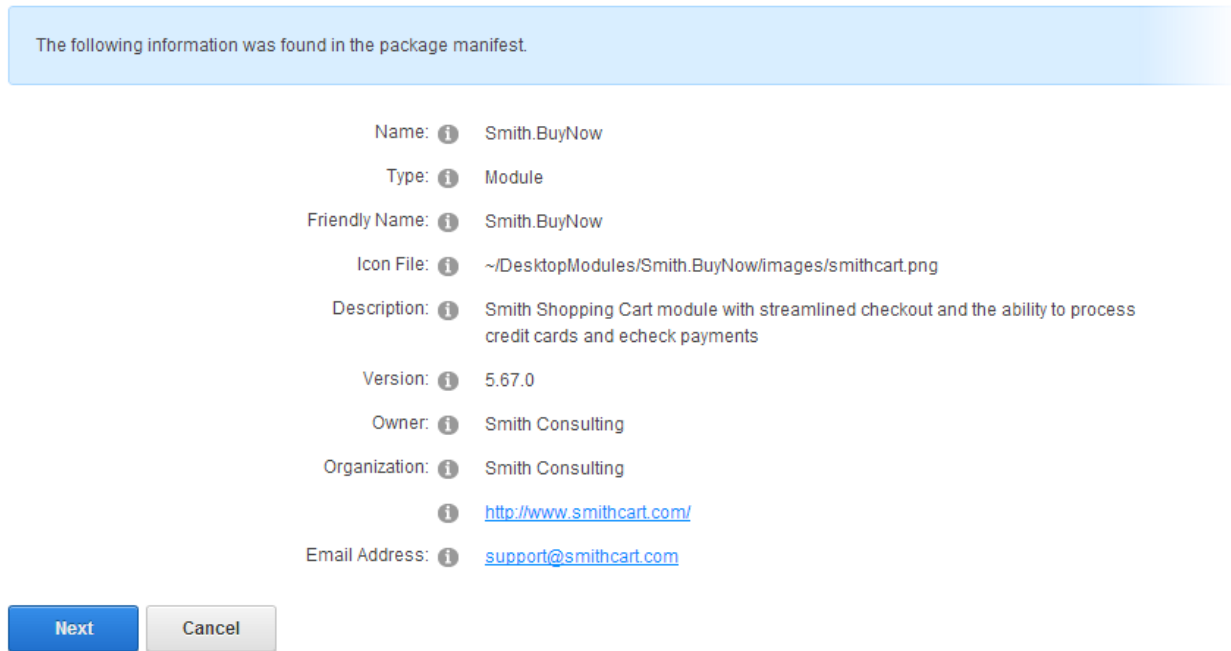 The following information was found in the package manifest.
Name: Smith.BuyNow
Type: Module
Friendly Name: Smith.BuyNow
Icon File: ~/DesktopModules/Smith.BuyNow/images/smithcart.png
Description: Smith Shopping Cart module with streamlined checkout and the ability to process
credit cards and echeck payments
Version: 5.67.0
Owner: Smith Consulting
Organization: Smith Consulting
http://www.smithcart.com/
Email Address: support@smithcart.com
Next Cancel